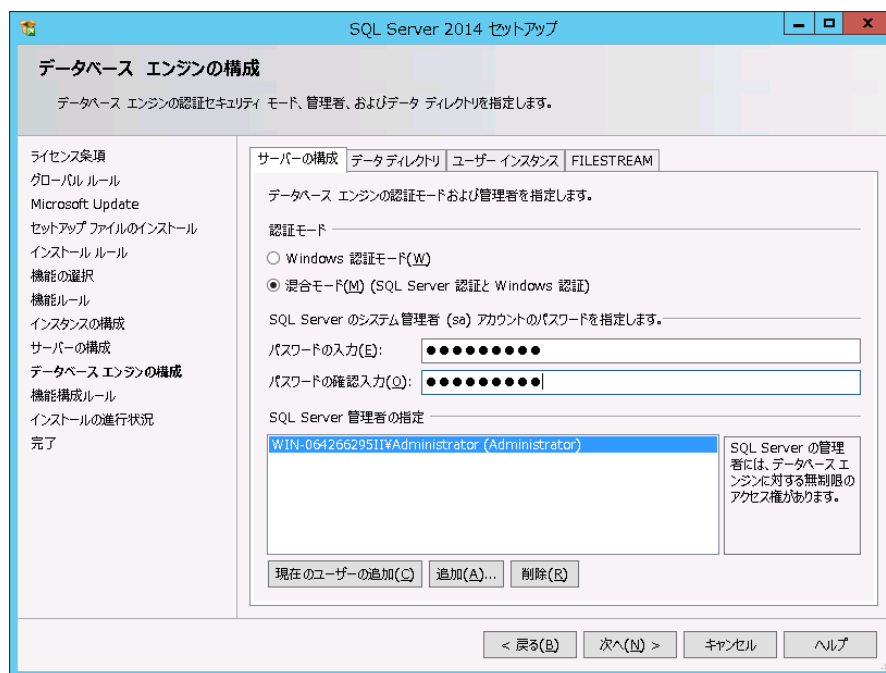 SQL Server 2014 セットアップ
データベース エンジンの構成
データベース エンジンの認証セキュリティ モード、管理者、およびデータ ディレクトリを指定します。
ライセンス条項
グローバル ルール
Microsoft Update
セットアップ ファイルのインストール
インストール ルール
機能の選択
機能ルール
インスタンスの構成
サーバーの構成
データベース エンジンの構成
機能構成ルール
インストールの進行状況
完了
サーバーの構成 データ ディレクトリ ユーザー インスタンス FILESTREAM
データベース エンジンの認証モードおよび管理者を指定します。
認証モード
Windows 認証モード(W)
混合モード(M) (SQL Server 認証と Windows 認証)
SQL Server のシステム管理者 (sa) アカウントのパスワードを指定します。
パスワードの入力(E): ●●●●●●●●●
パスワードの確認入力(O): ●●●●●●●●●
SQL Server 管理者の指定
WIN-064266295II¥Administrator (Administrator)
SQL Server の管理
者には、データベース エ
ンジンに対する無制限の
アクセス権があります。
現在のユーザーの追加(C) 追加(A)... 削除(R)
< 戻る(B) 次へ(N) > キャンセル ヘルプ